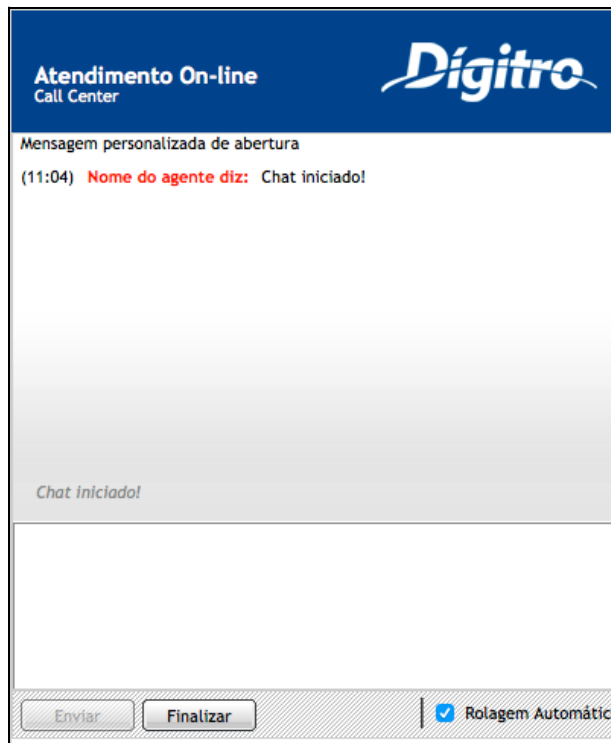 Atendimento On-line
Call Center
Dígitro
Mensagem personalizada de abertura
(11:04) Nome do agente diz: Chat iniciado!
Chat iniciado!
Enviar
Finalizar
Rolagem Automátic